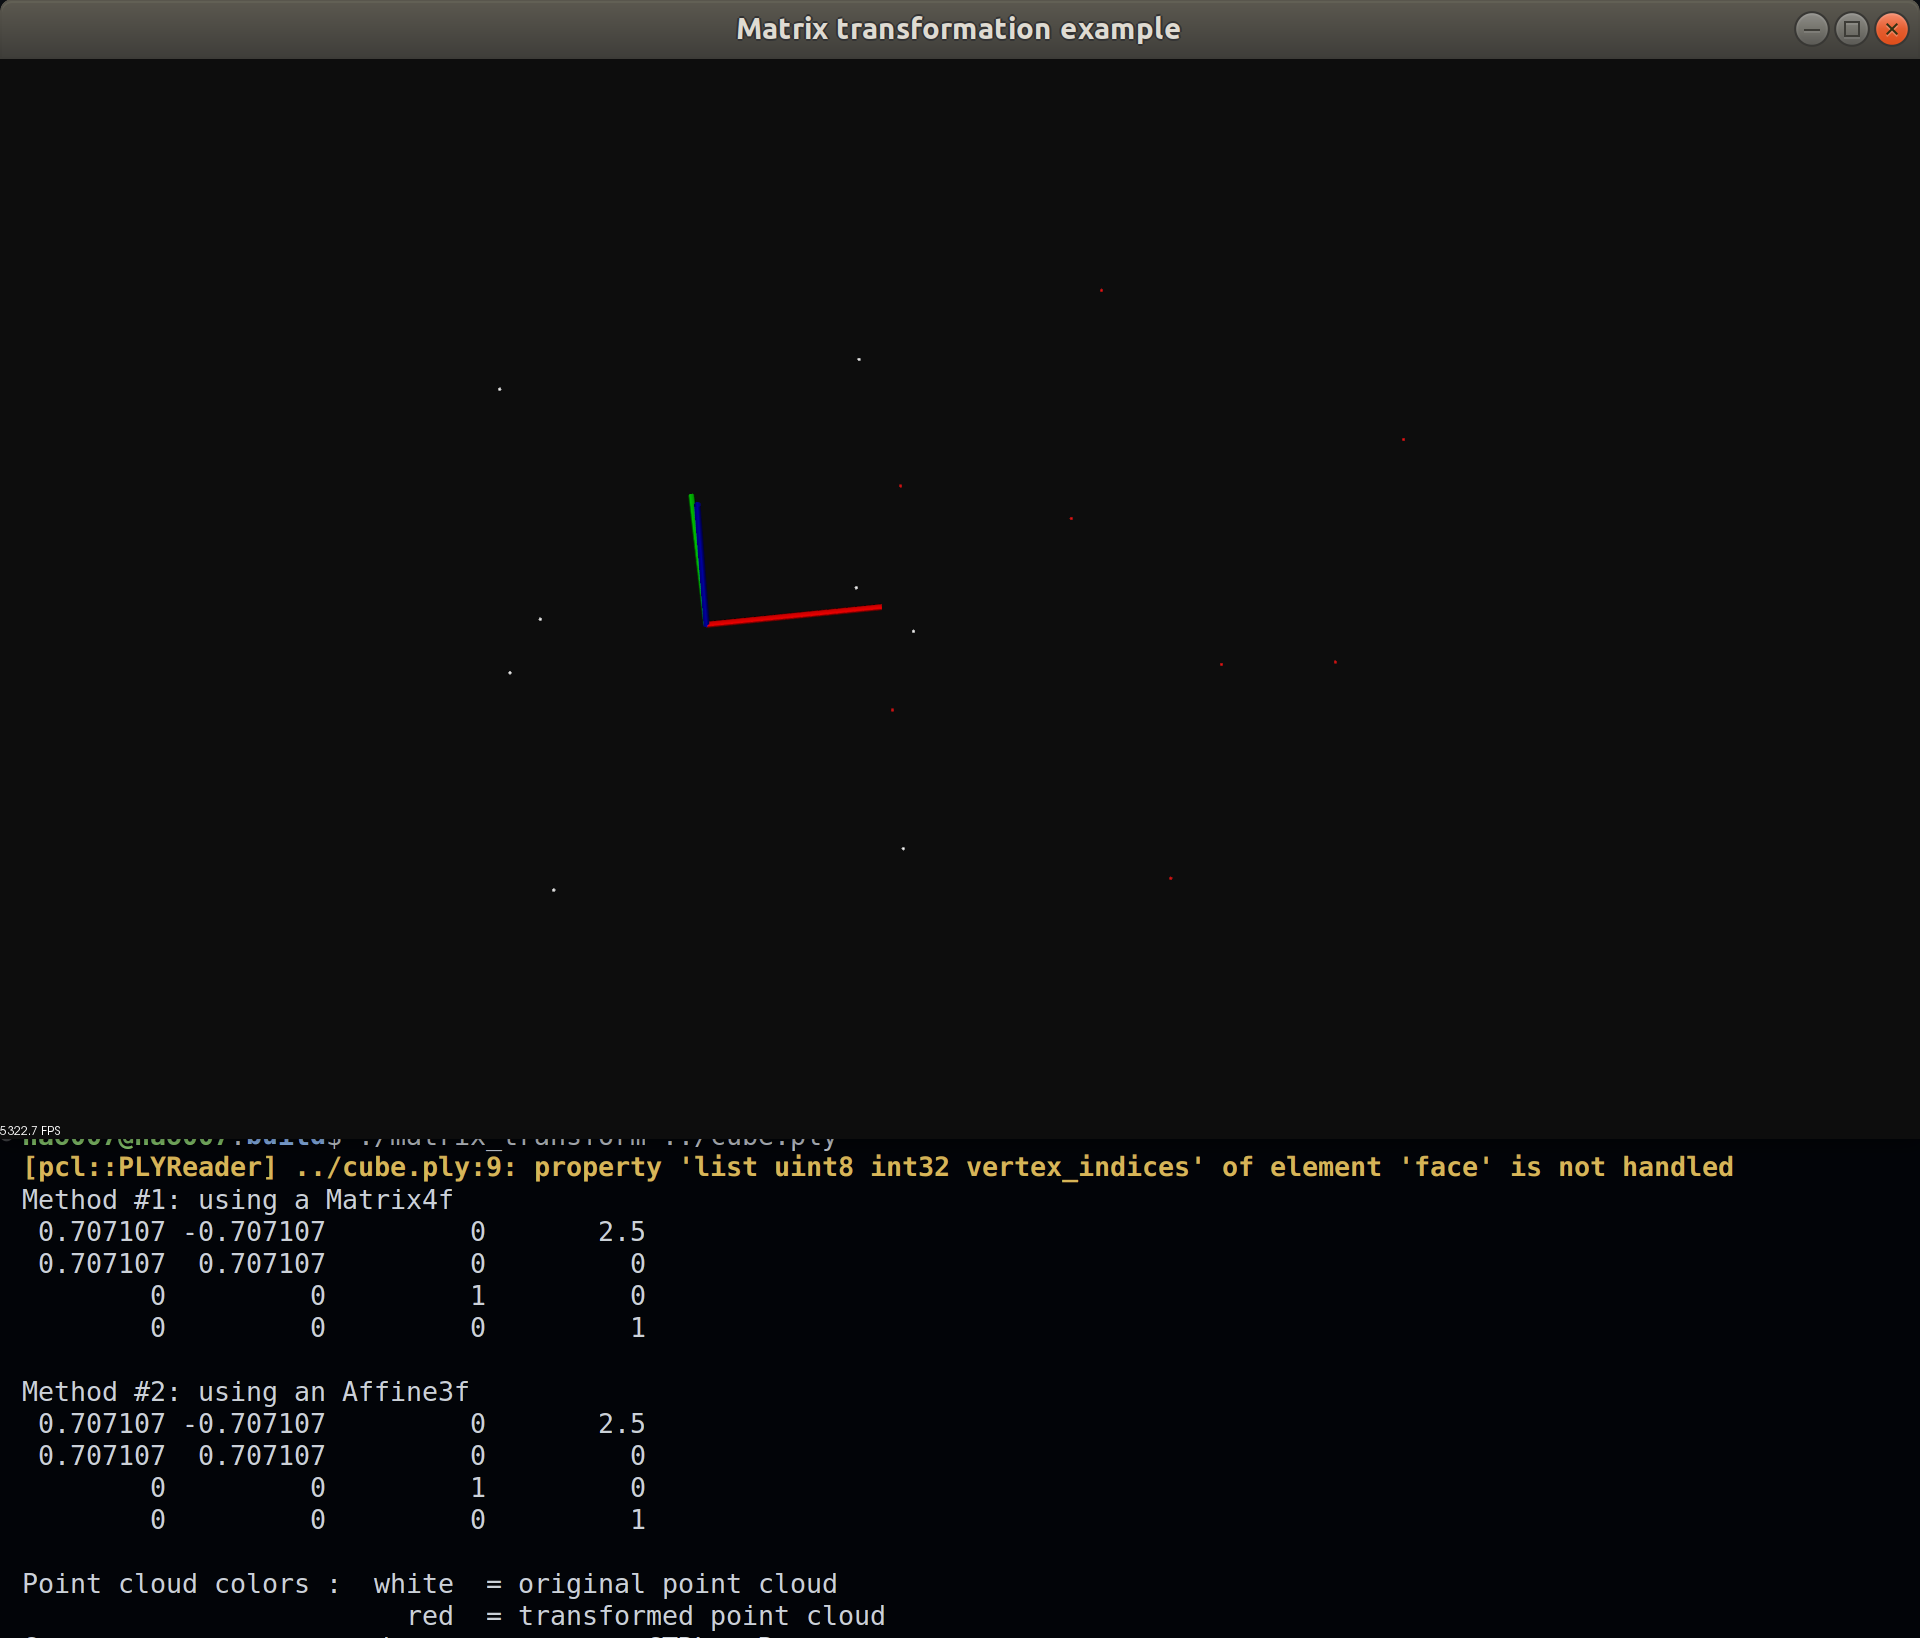 Matrix transformation example
5322.7 FPS
$ ./matrix_transform ../cube.ply
[pcl::PLYReader] ../cube.ply:9: property 'list uint8 int32 vertex_indices' of element 'face' is not handled
Method #1: using a Matrix4f
0.707107 -0.707107 0 2.5
0.707107 0.707107 0 0
0 0 1 0
0 0 0 1
Method #2: using an Affine3f
0.707107 -0.707107 0 2.5
0.707107 0.707107 0 0
0 0 1 0
0 0 0 1
Point cloud colors : white = original point cloud
red = transformed point cloud